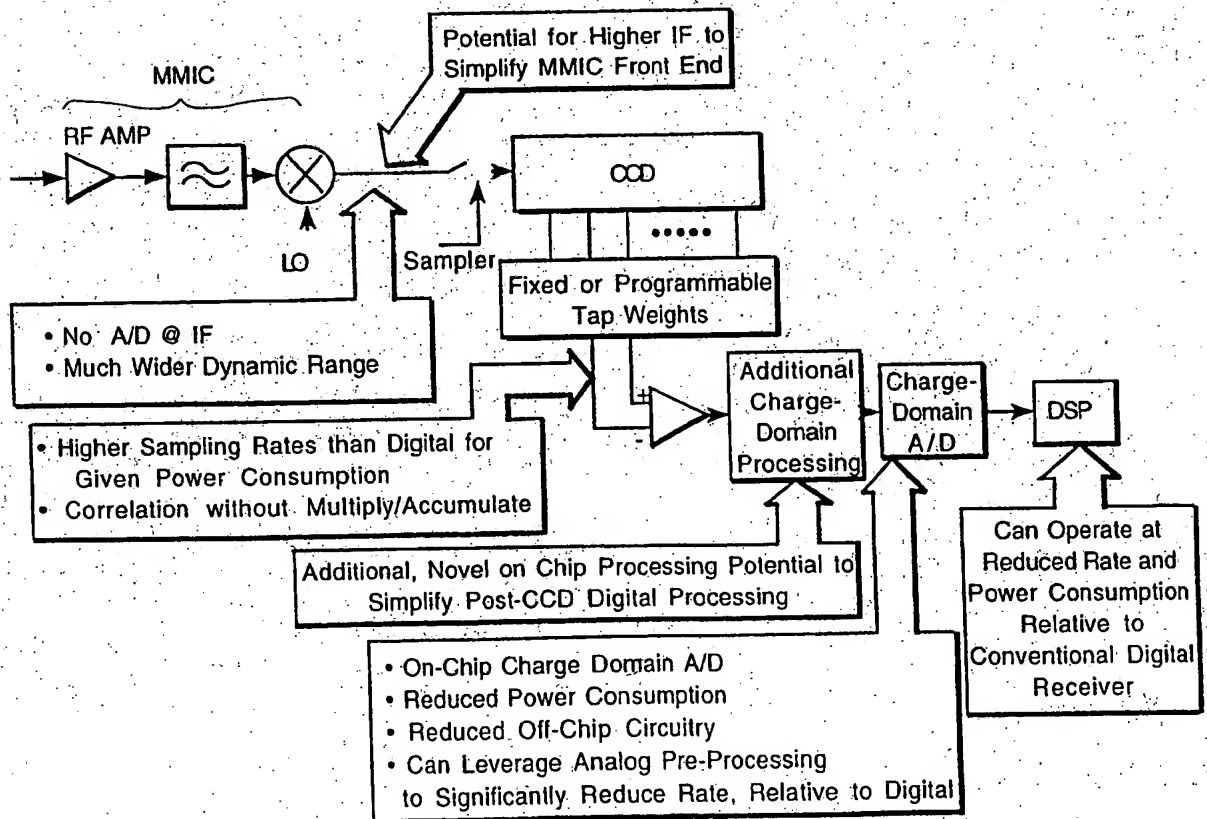 Potential for Higher IF to
Simplify MMIC Front End
MMIC
RF AMP
CCD
LO
Sampler
Fixed or Programmable
Tap Weights
• No A/D @ IF
• Much Wider Dynamic Range
+
-
Additional
Charge-
Domain
Processing
Charge-
Domain
A/D
DSP
• Higher Sampling Rates than Digital for
Given Power Consumption
• Correlation without Multiply/Accumulate
Additional, Novel on Chip Processing Potential to
Simplify Post-CCD Digital Processing
Can Operate at
Reduced Rate and
Power Consumption
Relative to
Conventional Digital
Receiver
• On-Chip Charge Domain A/D
• Reduced Power Consumption
• Reduced Off-Chip Circuitry
• Can Leverage Analog Pre-Processing
to Significantly Reduce Rate, Relative to Digital